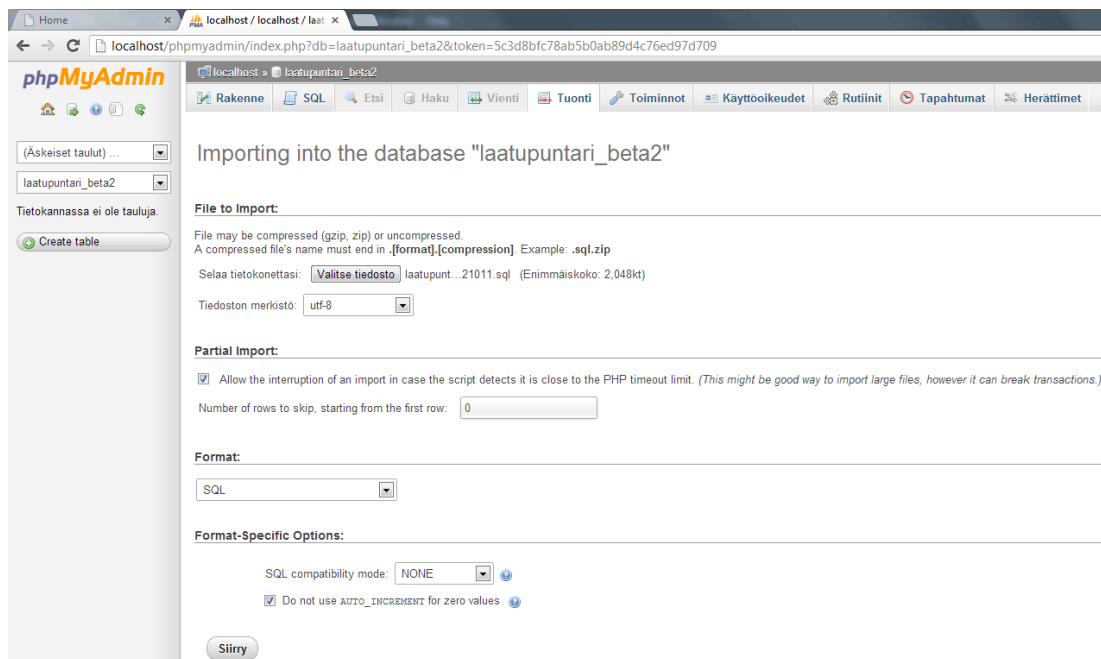 Home
localhost / localhost / laat
localhost/phpmyadmin/index.php?db=laatupuntari_beta2&token=5c3d8bfc78ab5b0ab89d4c76ed97d709
phpMyAdmin
localhost » laatupuntari_beta2
Rakenne SQL Etsi Haku Vienti Tuonti Toiminnot Käyttöoikeudet Rutiinit Tapahtumat Herättimet
(Äskeiset taulut) ...
laatupuntari_beta2
Tietokannassa ei ole tauluja.
Create table
Importing into the database "laatupuntari_beta2"
File to Import:
File may be compressed (gzip, zip) or uncompressed.
A compressed file's name must end in .[format].[compression]. Example: .sql.zip
Selaa tietokonettasi: Valitse tiedosto laatupunt...21011.sql (Enimmäiskoko: 2,048kt)
Tiedoston merkistö: utf-8
Partial Import:
Allow the interruption of an import in case the script detects it is close to the PHP timeout limit. (This might be good way to import large files, however it can break transactions.)
Number of rows to skip, starting from the first row: 0
Format:
SQL
Format-Specific Options:
SQL compatibility mode: NONE
Do not use AUTO_INCREMENT for zero values
Siirry